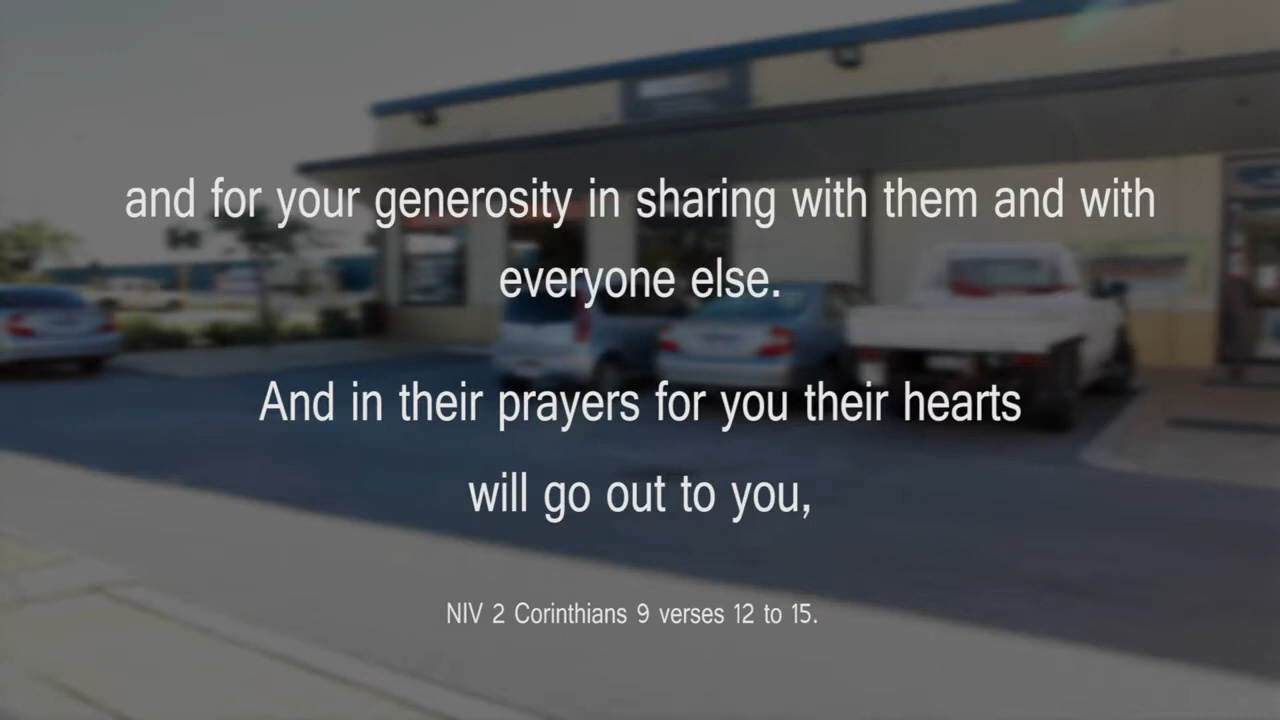 and for your generosity in sharing with them and with
everyone else.
And in their prayers for you their hearts
will go out to you,
NIV 2 Corinthians 9 verses 12 to 15.